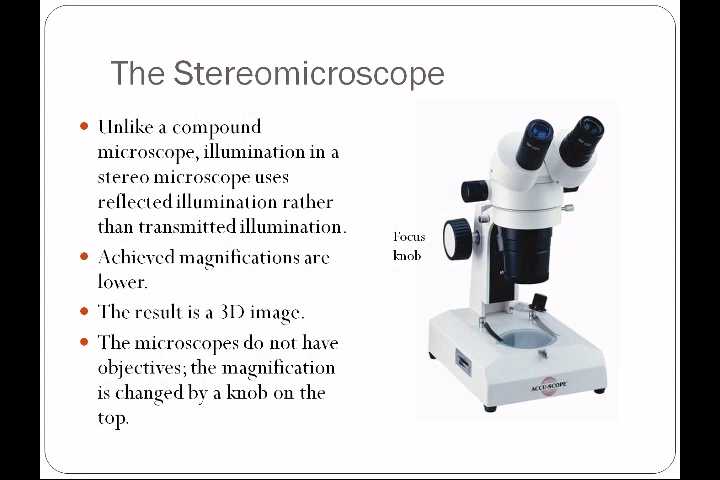 The Stereomicroscope
Unlike a compound
microscope, illumination in a
stereo microscope uses
reflected illumination rather
than transmitted illumination.
Achieved magnifications are
lower.
The result is a 3D image.
The microscopes do not have
objectives; the magnification
is changed by a knob on the
top.
Focus
knob
ACCU-SCOPE